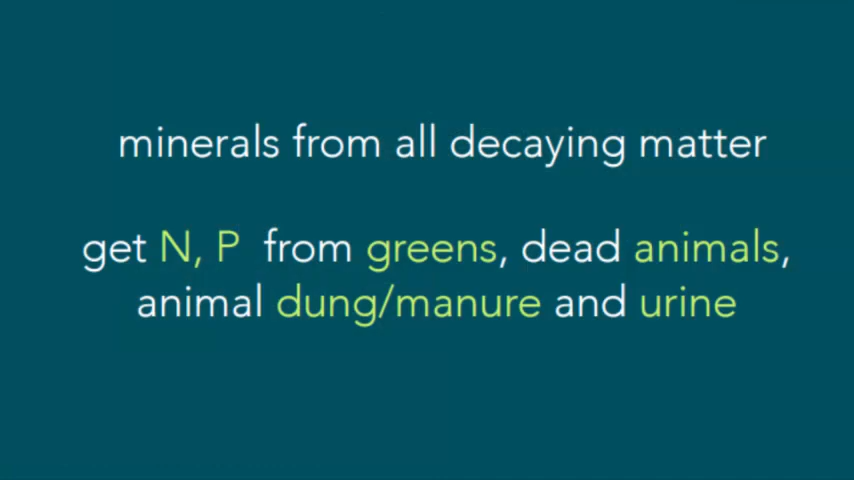 minerals from all decaying matter
get N, P from greens, dead animals,
animal dung/manure and urine